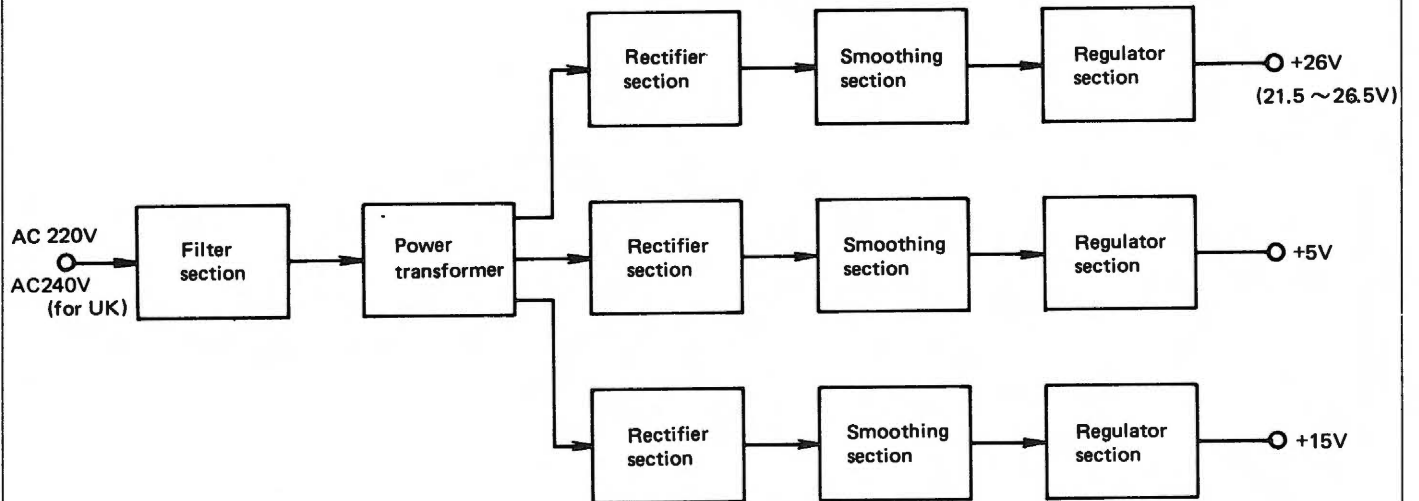 Rectifier
section
Smoothing
section
Regulator
section
+26V
(21.5 ~26.5V)
AC 220V
AC240V
(for UK)
Filter
section
Power
transformer
Rectifier
section
Smoothing
section
Regulator
section
+5V
Rectifier
section
Smoothing
section
Regulator
section
+15V